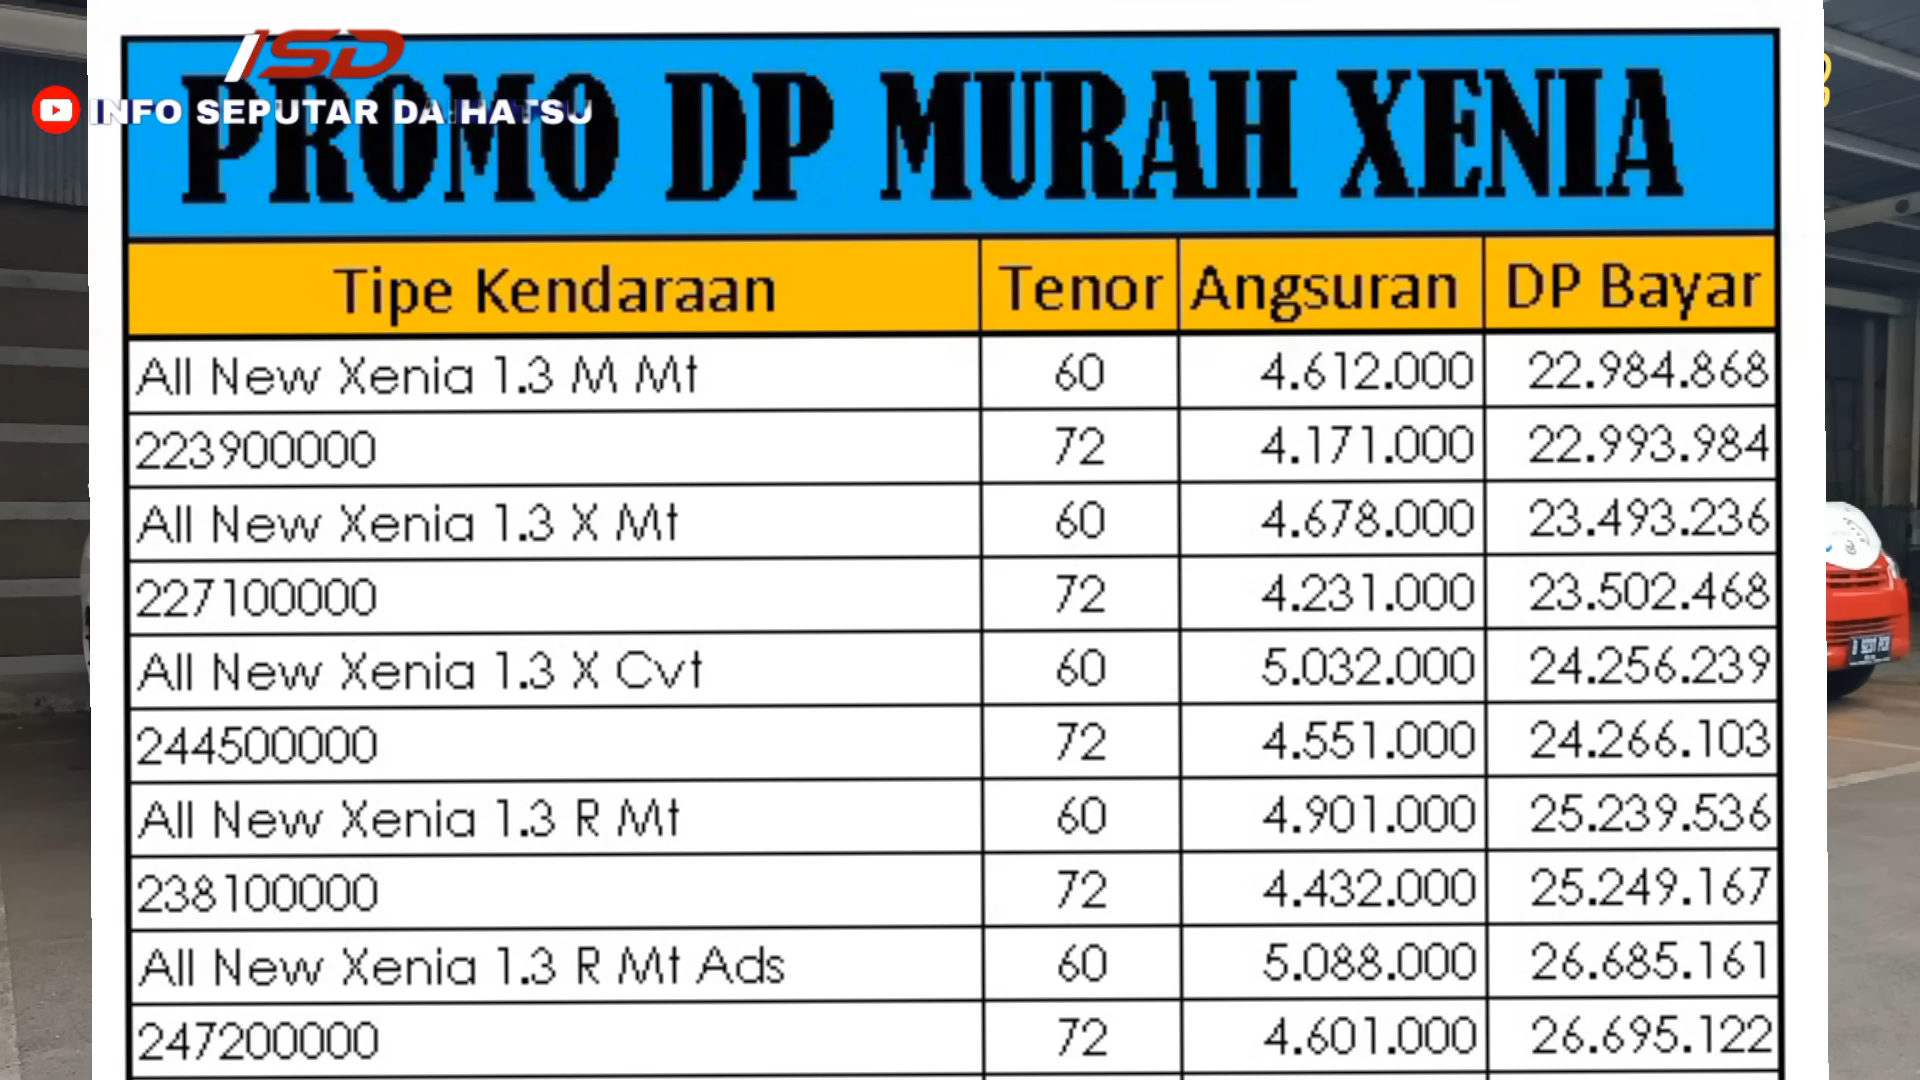 ISD
INFO SEPUTAR DAIHATSU
PROMO DP MURAH XENIA
Tipe Kendaraan Tenor Angsuran DP Bayar
All New Xenia 1.3 M Mt 60 4.612.000 22.984.868
223900000 72 4.171.000 22.993.984
All New Xenia 1.3 X Mt 60 4.678.000 23.493.236
227100000 72 4.231.000 23.502.468
All New Xenia 1.3 X Cvt 60 5.032.000 24.256.239
244500000 72 4.551.000 24.266.103
All New Xenia 1.3 R Mt 60 4.901.000 25.239.536
238100000 72 4.432.000 25.249.167
All New Xenia 1.3 R Mt Ads 60 5.088.000 26.685.161
247200000 72 4.601.000 26.695.122